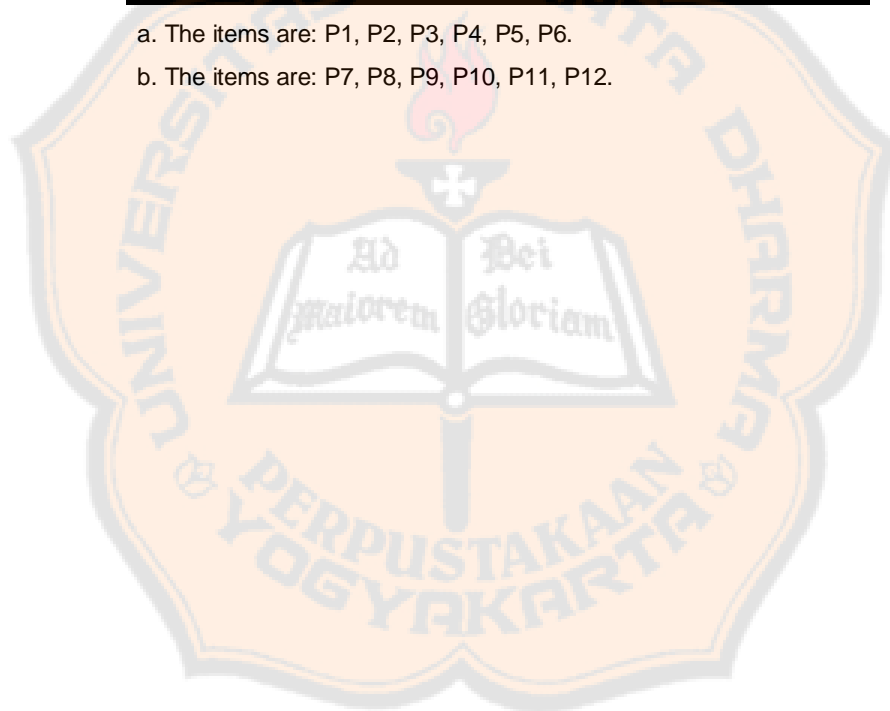 a. The items are: P1, P2, P3, P4, P5, P6.
b. The items are: P7, P8, P9, P10, P11, P12.
Ad
Maiorem
Dei
Gloriam
DHARMA
PERPUSTAKAAN
YOGYAKARTA